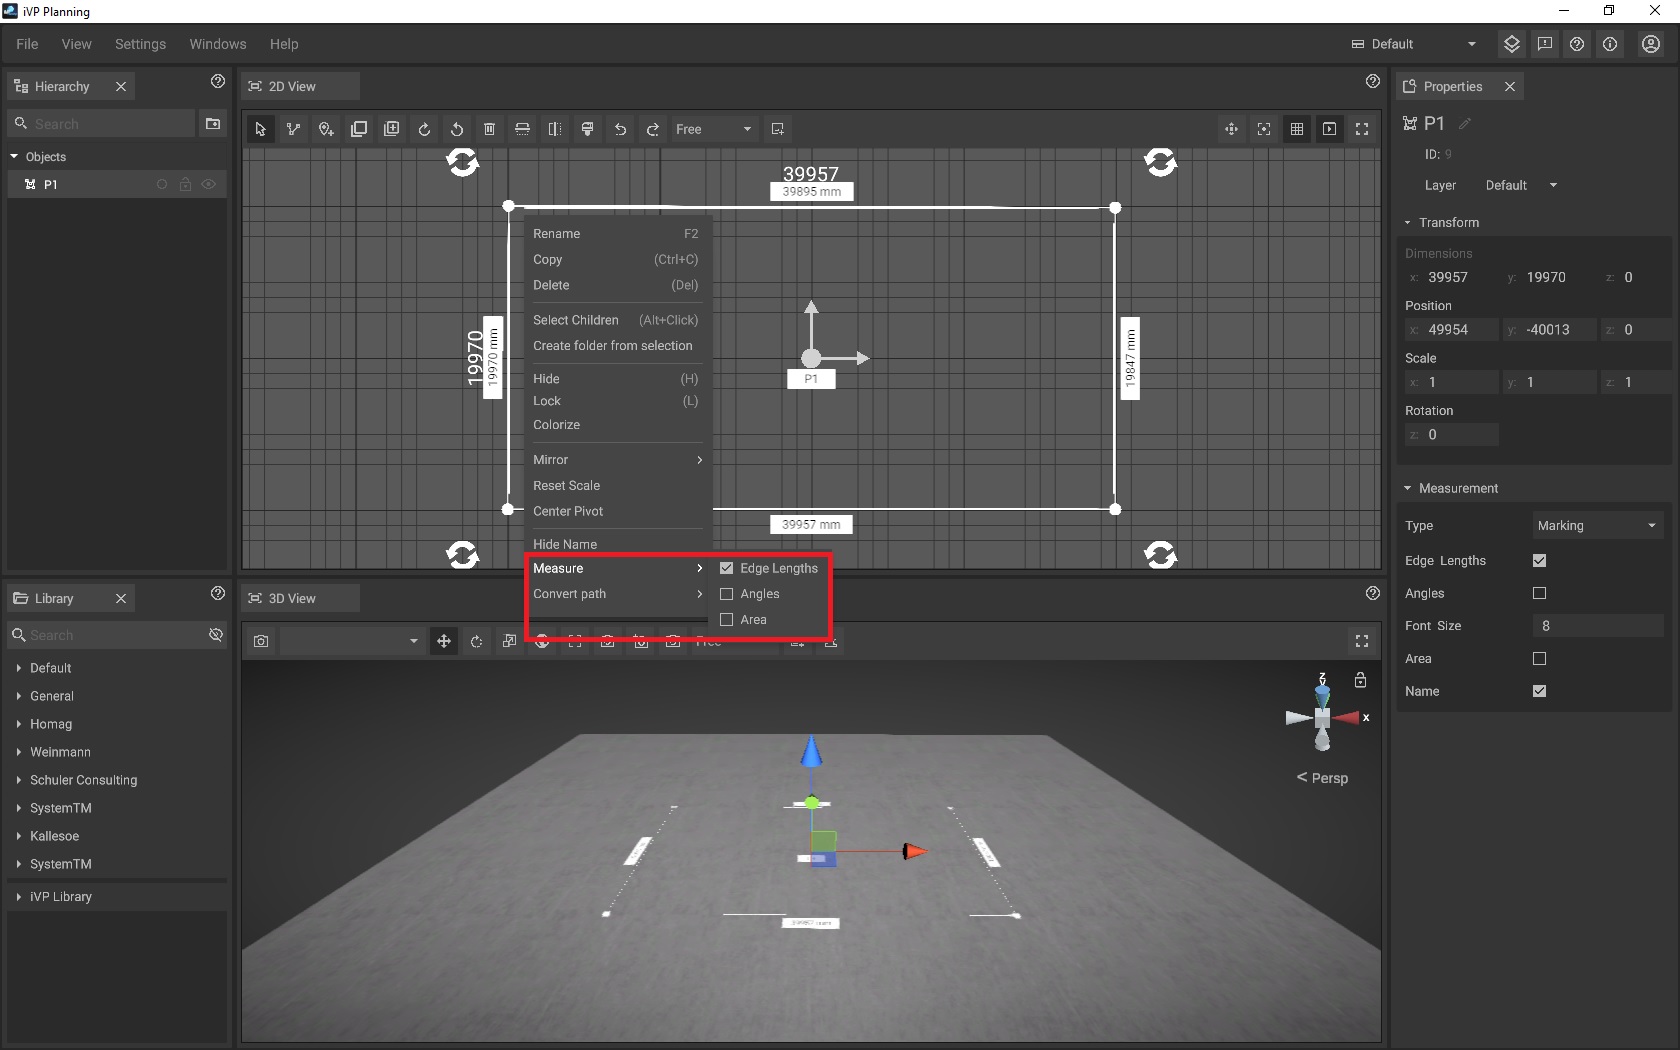 iVP Planning
File View Settings Windows Help
Default
Hierarchy
Search
Objects
P1
Library
Search
Default
General
Homag
Weinmann
Schuler Consulting
SystemTM
Kallesoe
SystemTM
iVP Library
2D View
Free
39957
39895 mm
19970
19970 mm
19847 mm
P1
39957 mm
Rename F2
Copy (Ctrl+C)
Delete (Del)
Select Children (Alt+Click)
Create folder from selection
Hide (H)
Lock (L)
Colorize
Mirror
Reset Scale
Center Pivot
Hide Name
Measure
Convert path
Edge Lengths
Angles
Area
3D View
Free
Z
y
x
< Persp
Properties
P1
ID: 9
Layer Default
Transform
Dimensions
x: 39957 y: 19970 z: 0
Position
x: 49954 y: -40013 z: 0
Scale
x: 1 y: 1 z: 1
Rotation
z: 0
Measurement
Type Marking
Edge Lengths
Angles
Font Size 8
Area
Name